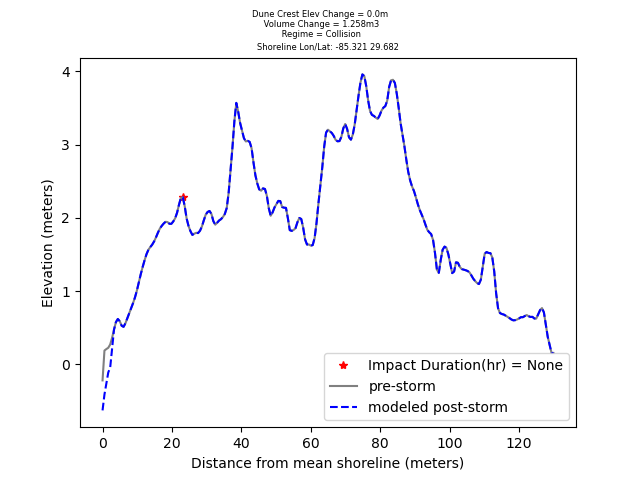 Dune Crest Elev Change = 0.0m
Volume Change = 1.258m3
Regime = Collision
Shoreline Lon/Lat: -85.321 29.682
4
3
2
1
0
Elevation (meters)
Impact Duration(hr) = None
pre-storm
modeled post-storm
0 20 40 60 80 100 120
Distance from mean shoreline (meters)